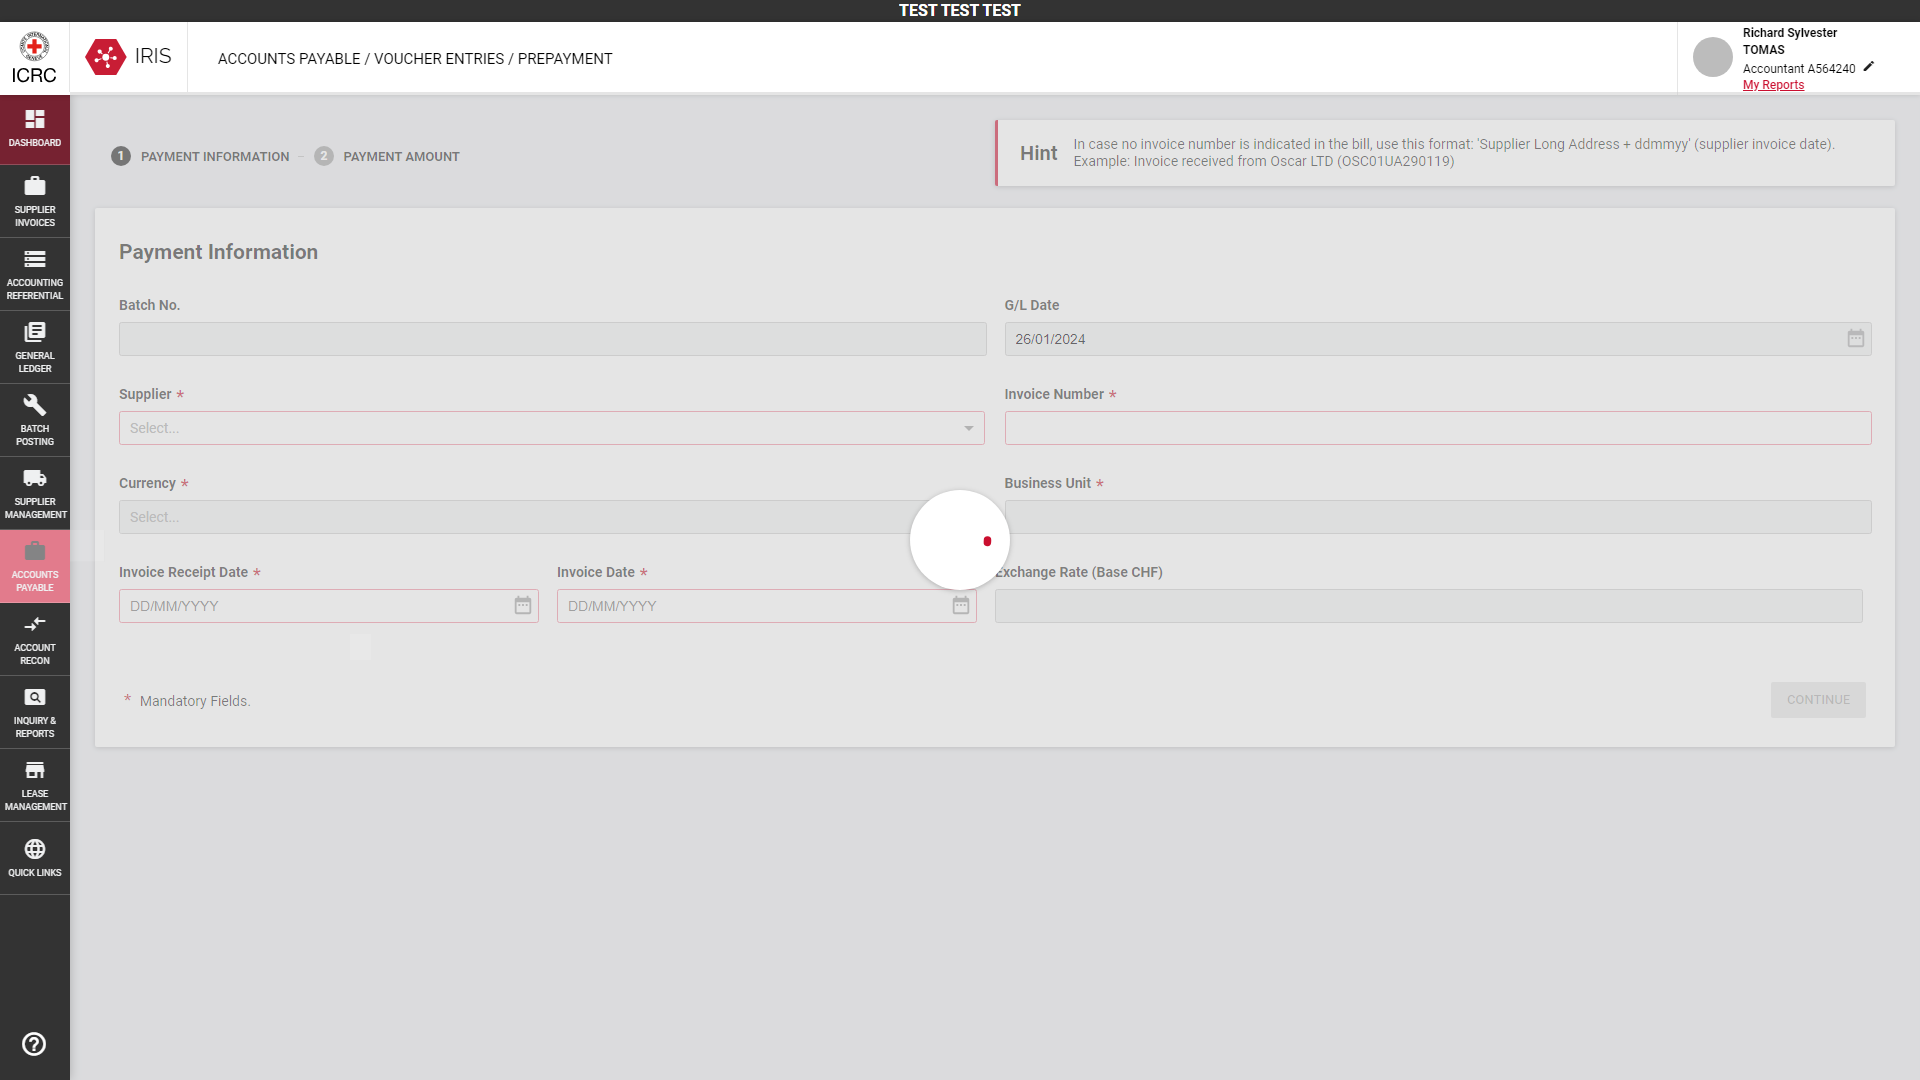 TEST TEST TEST
ICRC
IRIS
ACCOUNTS PAYABLE / VOUCHER ENTRIES / PREPAYMENT
Richard Sylvester
TOMAS
Accountant A564240
My Reports
DASHBOARD
SUPPLIER
INVOICES
ACCOUNTING
REFERENTIAL
GENERAL
LEDGER
BATCH
POSTING
SUPPLIER
MANAGEMENT
ACCOUNTS
PAYABLE
ACCOUNT
RECON
INQUIRY &
REPORTS
LEASE
MANAGEMENT
QUICK LINKS
1 PAYMENT INFORMATION
2 PAYMENT AMOUNT
Hint
In case no invoice number is indicated in the bill, use this format: 'Supplier Long Address + ddmmyy' (supplier invoice date).
Example: Invoice received from Oscar LTD (OSC01UA290119)
Payment Information
Batch No.
G/L Date
26/01/2024
Supplier *
Select...
Invoice Number *
Currency *
Select...
Business Unit *
Invoice Receipt Date *
DD/MM/YYYY
Invoice Date *
DD/MM/YYYY
Exchange Rate (Base CHF)
* Mandatory Fields.
CONTINUE